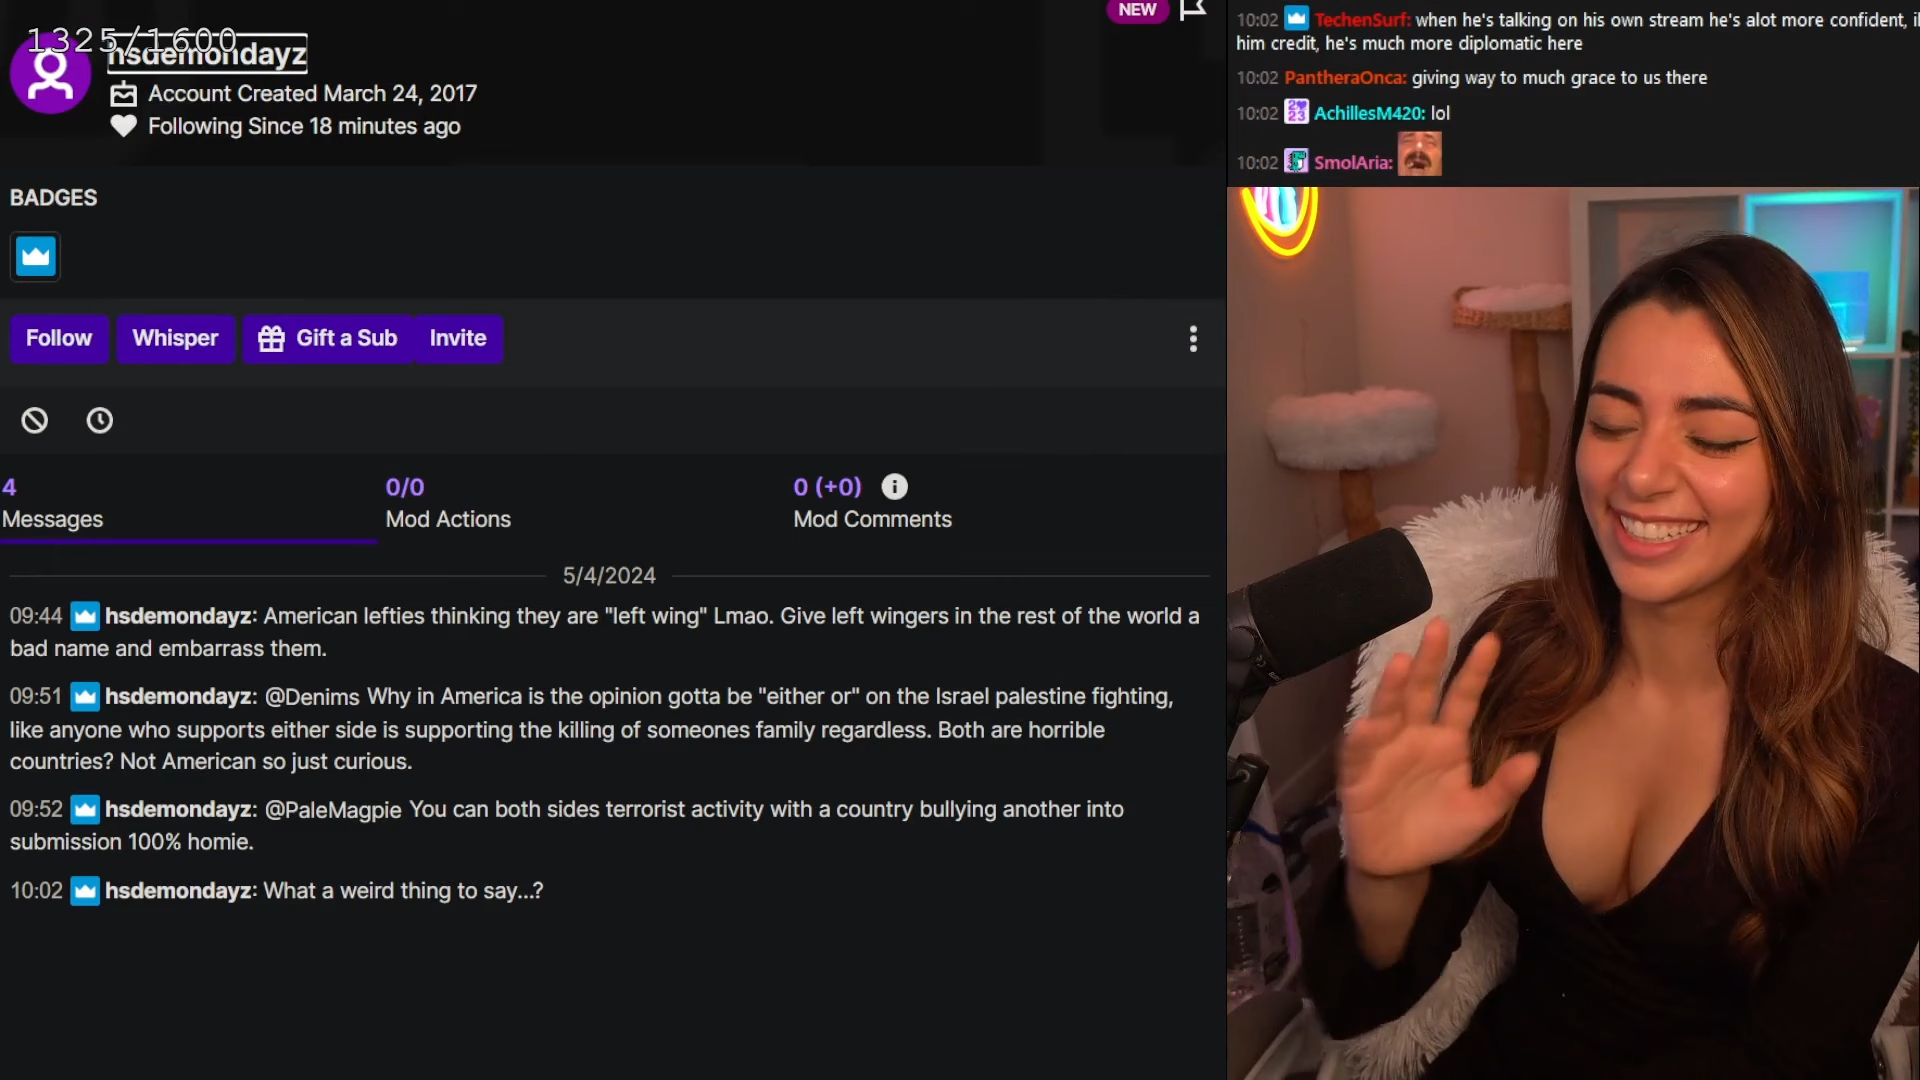 1325/1600
hsdemondayz
Account Created March 24, 2017
Following Since 18 minutes ago
NEW
BADGES
Follow
Whisper
Gift a Sub
Invite
4
Messages
0/0
Mod Actions
0 (+0)
Mod Comments
5/4/2024
09:44 hsdemondayz: American lefties thinking they are "left wing" Lmao. Give left wingers in the rest of the world a
bad name and embarrass them.
09:51 hsdemondayz: @Denims Why in America is the opinion gotta be "either or" on the Israel palestine fighting,
like anyone who supports either side is supporting the killing of someones family regardless. Both are horrible
countries? Not American so just curious.
09:52 hsdemondayz: @PaleMagpie You can both sides terrorist activity with a country bullying another into
submission 100% homie.
10:02 hsdemondayz: What a weird thing to say...?
10:02 TechenSurf: when he's talking on his own stream he's alot more confident,
him credit, he's much more diplomatic here
10:02 PantheraOnca: giving way to much grace to us there
10:02 AchillesM420: lol
10:02 SmolAria: